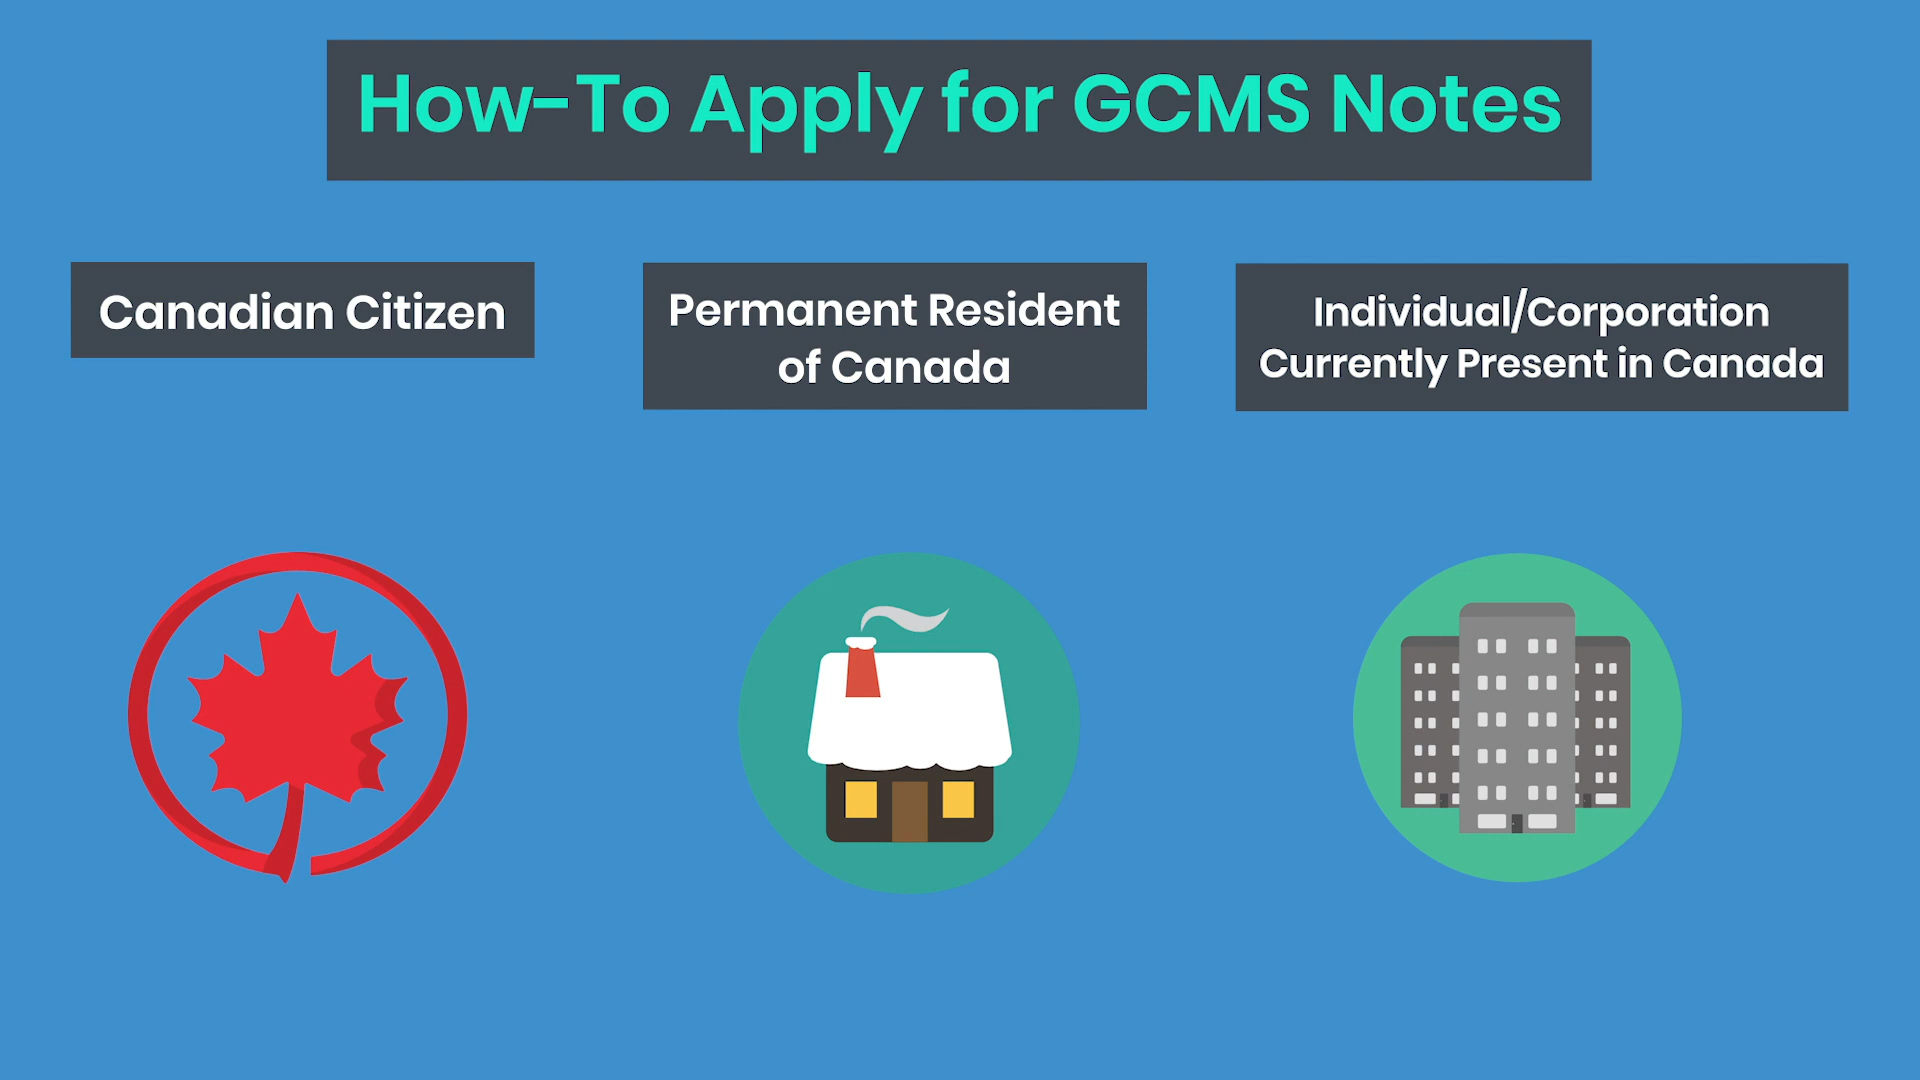 How-To Apply for GCMS Notes
Canadian Citizen
Permanent Resident
of Canada
Individual/Corporation
Currently Present in Canada